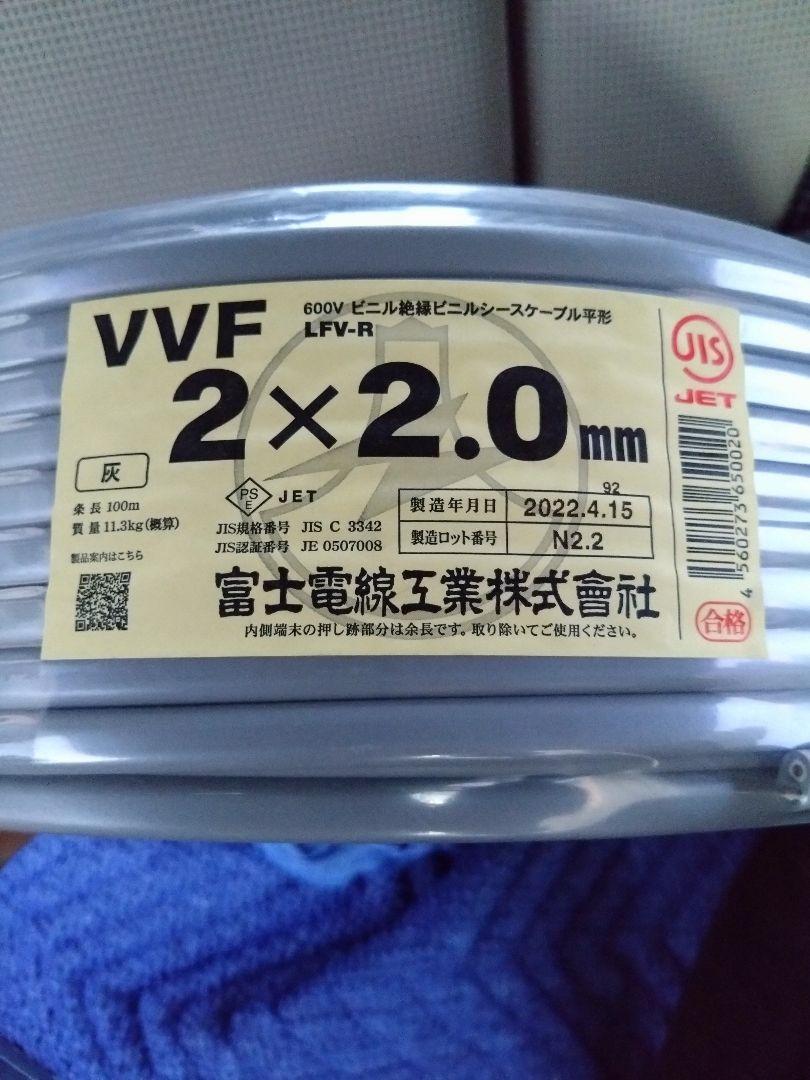 VVF
600V ビニル絶縁ビニルシースケーブル平形
LFV-R
2×2.0mm
灰
条長 100m
質量 11.3kg(概算)
製品案内はこちら
PS
E
JET
JIS規格番号 JIS C 3342
JIS認証番号 JE 0507008
92
製造年月日 2022.4.15
製造ロット番号 N2.2
富士電線工業株式會社
内側端末の押し跡部分は余長です。取り除いてご使用ください。
JIS
JET
4 560273 650020
合格